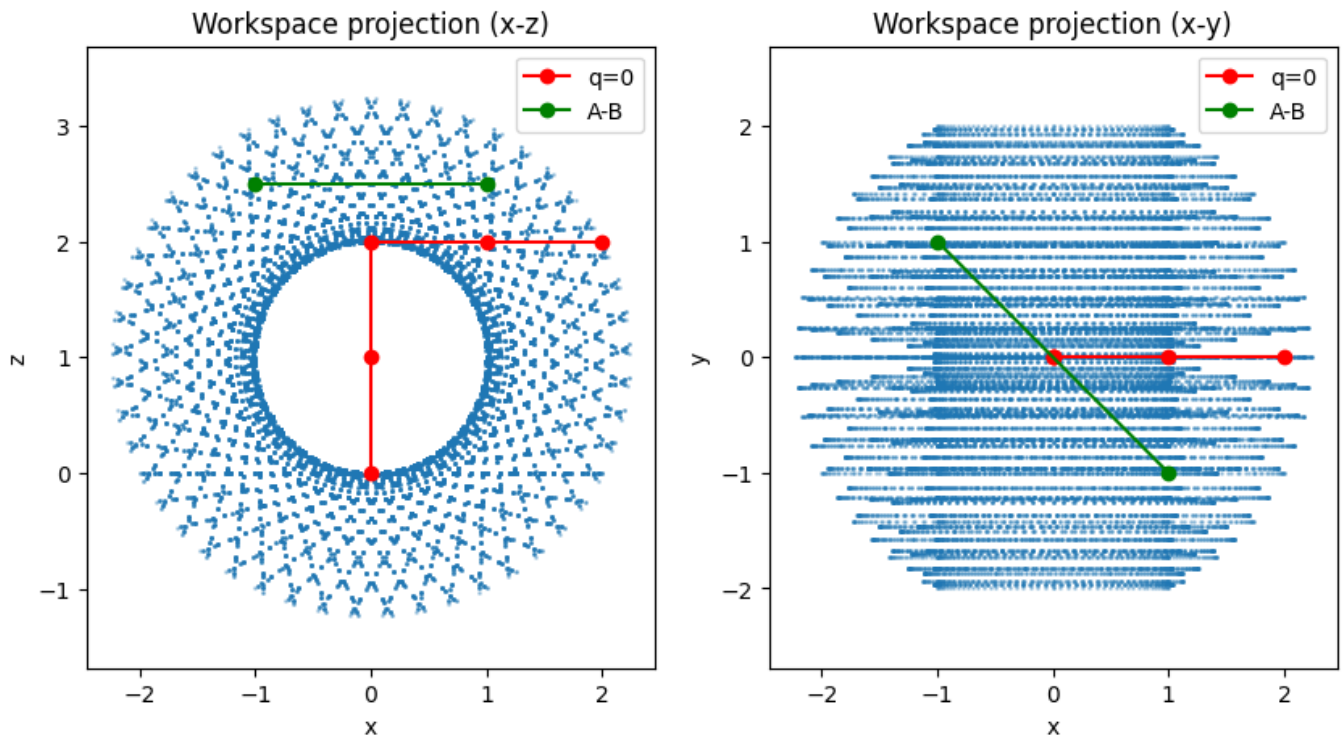 Workspace projection (x-z)
q=0
A-B
3
2
1
0
−1
z
−2
−1
0
1
2
x
Workspace projection (x-y)
q=0
A-B
2
1
0
−1
−2
y
−2
−1
0
1
2
x